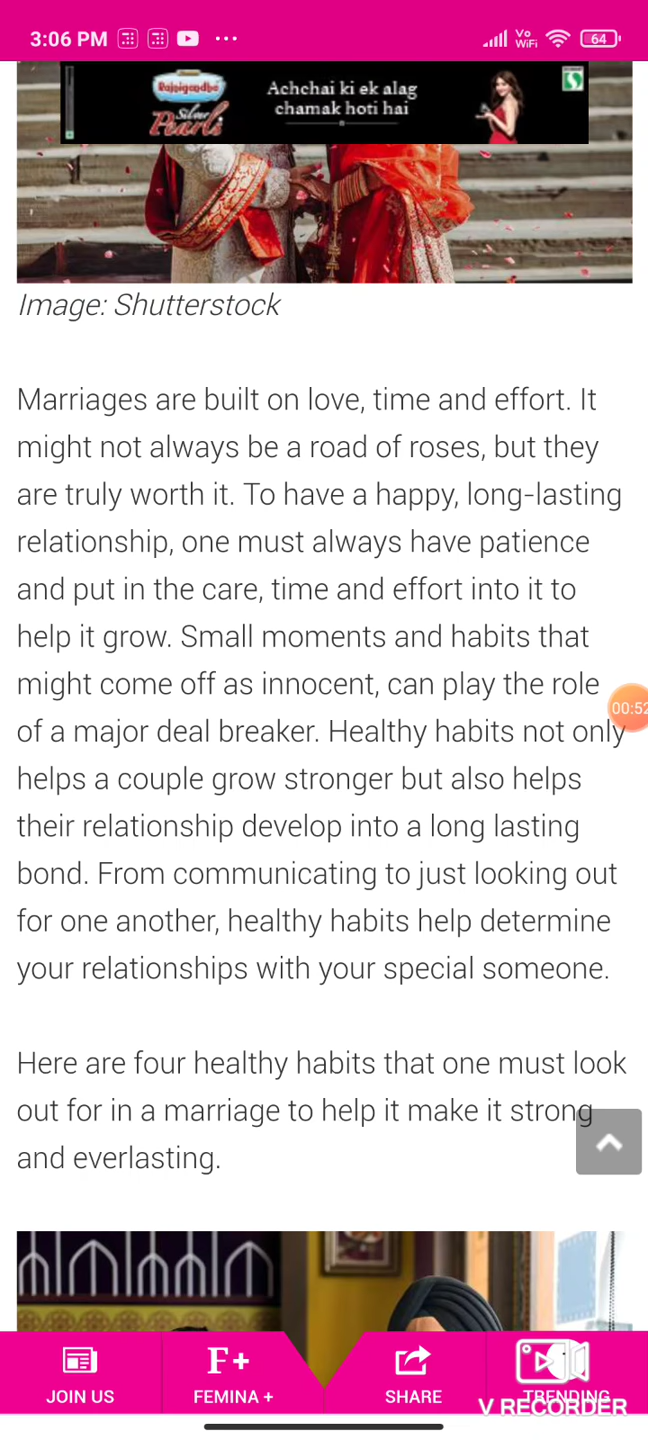 3:06 PM
Vo
WiFi
64
Rajnigandha
Silver
Pearls
Achchai ki ek alag
chamak hoti hai
Image: Shutterstock
Marriages are built on love, time and effort. It
might not always be a road of roses, but they
are truly worth it. To have a happy, long-lasting
relationship, one must always have patience
and put in the care, time and effort into it to
help it grow. Small moments and habits that
might come off as innocent, can play the role
00:52
of a major deal breaker. Healthy habits not only
helps a couple grow stronger but also helps
their relationship develop into a long lasting
bond. From communicating to just looking out
for one another, healthy habits help determine
your relationships with your special someone.
Here are four healthy habits that one must look
out for in a marriage to help it make it strong
and everlasting.
F+
JOIN US
FEMINA +
SHARE
TRENDING
V RECORDER